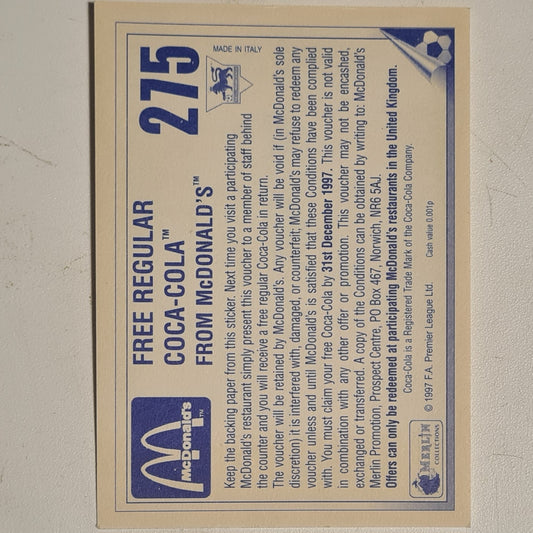 McDonald's™
FREE REGULAR
COCA-COLA™
FROM McDONALD'S™
275
MADE IN ITALY
Keep the backing paper from this sticker. Next time you visit a participating
McDonald's restaurant simply present this voucher to a member of staff behind
the counter and you will receive a free regular Coca-Cola in return.
The voucher will be retained by McDonald's. Any voucher will be void if (in McDonald's sole
discretion) it is interfered with, damaged, or counterfeit; McDonald's may refuse to redeem any
voucher unless and until McDonald's is satisfied that these Conditions have been complied
with. You must claim your free Coca-Cola by 31st December 1997. This voucher is not valid
in combination with any other offer or promotion. This voucher may not be encashed,
exchanged or transferred. A copy of the Conditions can be obtained by writing to: McDonald's
Merlin Promotion, Prospect Centre, PO Box 467, Norwich, NR6 5AJ.
Offers can only be redeemed at participating McDonald's restaurants in the United Kingdom.
Coca-Cola is a Registered Trade Mark of the Coca-Cola Company.
© 1997 F.A. Premier League Ltd.
Cash value 0.001p
MERLIN
COLLECTIONS